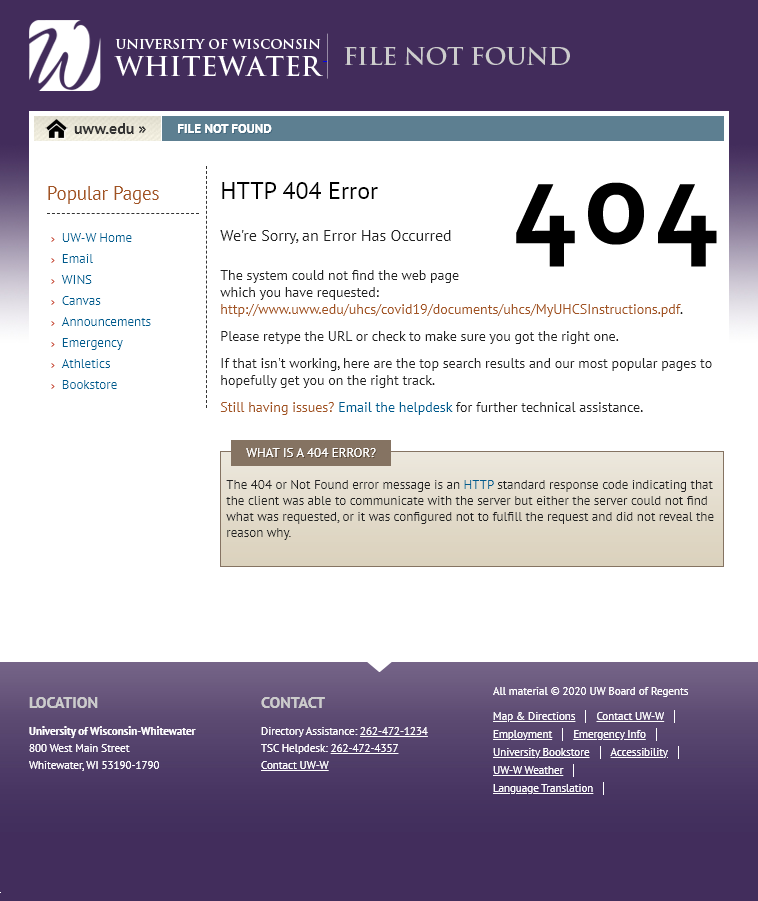 UNIVERSITY OF WISCONSIN
WHITEWATER
FILE NOT FOUND
uww.edu »
FILE NOT FOUND
Popular Pages
› UW-W Home
› Email
› WINS
› Canvas
› Announcements
› Emergency
› Athletics
› Bookstore
HTTP 404 Error
404
We're Sorry, an Error Has Occurred
The system could not find the web page
which you have requested:
http://www.uww.edu/uhcs/covid19/documents/uhcs/MyUHCSInstructions.pdf.
Please retype the URL or check to make sure you got the right one.
If that isn't working, here are the top search results and our most popular pages to
hopefully get you on the right track.
Still having issues? Email the helpdesk for further technical assistance.
WHAT IS A 404 ERROR?
The 404 or Not Found error message is an HTTP standard response code indicating that
the client was able to communicate with the server but either the server could not find
what was requested, or it was configured not to fulfill the request and did not reveal the
reason why.
LOCATION
University of Wisconsin-Whitewater
800 West Main Street
Whitewater, WI 53190-1790
CONTACT
Directory Assistance: 262-472-1234
TSC Helpdesk: 262-472-4357
Contact UW-W
All material © 2020 UW Board of Regents
Map & Directions | Contact UW-W |
Employment | Emergency Info |
University Bookstore | Accessibility |
UW-W Weather |
Language Translation |